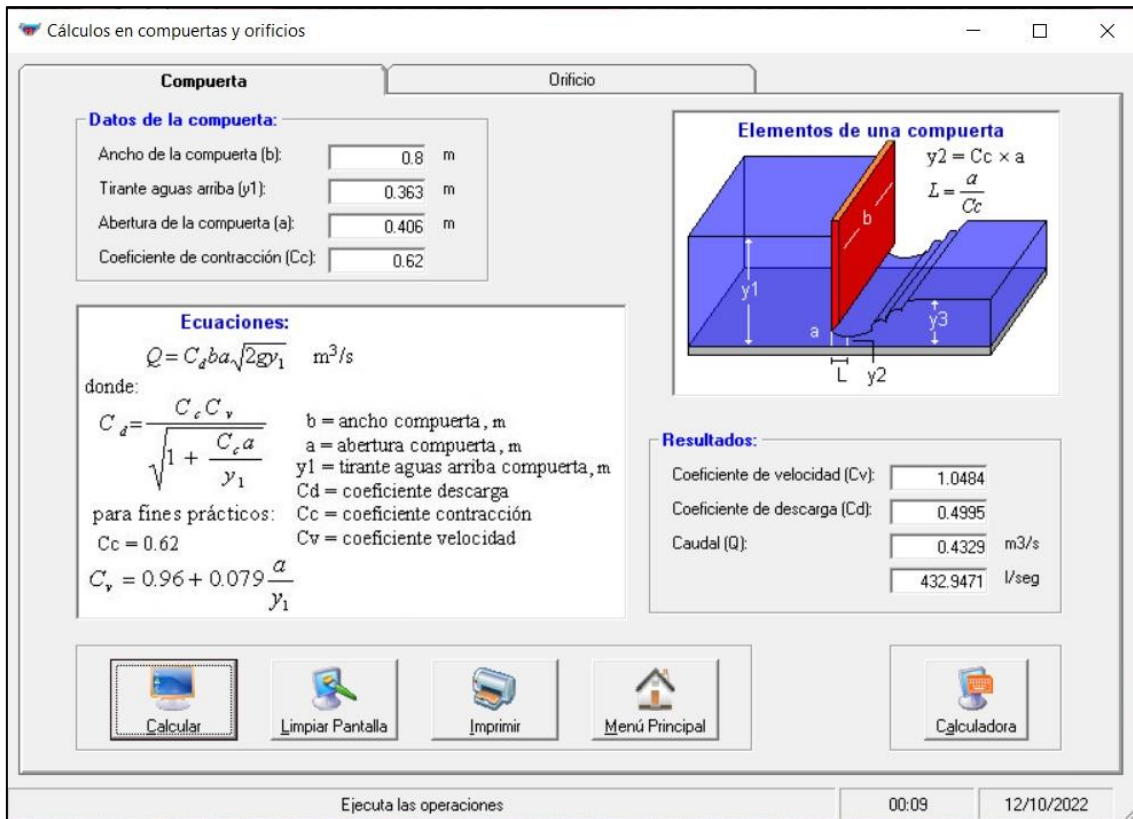 Cálculos en compuertas y orificios
Compuerta
Orificio
Datos de la compuerta:
Ancho de la compuerta (b): 0.8 m
Tirante aguas arriba (y1): 0.363 m
Abertura de la compuerta (a): 0.406 m
Coeficiente de contracción (Cc): 0.62
Elementos de una compuerta
y2 = Cc × a
L = a / Cc
b
y1
a
y3
L
y2
Ecuaciones:
Q = C_d ba√(2gy₁) m³/s
donde:
C_d = C_c C_v / √(1 + C_c a / y₁)
b = ancho compuerta, m
a = abertura compuerta, m
y1 = tirante aguas arriba compuerta, m
Cd = coeficiente descarga
para fines prácticos:
Cc = coeficiente contracción
Cc = 0.62
Cv = coeficiente velocidad
C_v = 0.96 + 0.079 a / y₁
Resultados:
Coeficiente de velocidad (Cv): 1.0484
Coeficiente de descarga (Cd): 0.4995
Caudal (Q): 0.4329 m3/s
432.9471 l/seg
Calcular
Limpiar Pantalla
Imprimir
Menú Principal
Calculadora
Ejecuta las operaciones
00:09
12/10/2022